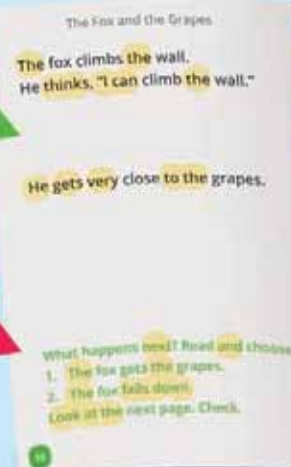 The Fox and the Grapes
The fox climbs the wall.
He thinks, "I can climb the wall."
He gets very close to the grapes.
What happens next? Read and choose
1. The fox gets the grapes.
2. The fox falls down.
Look at the next page. Check.